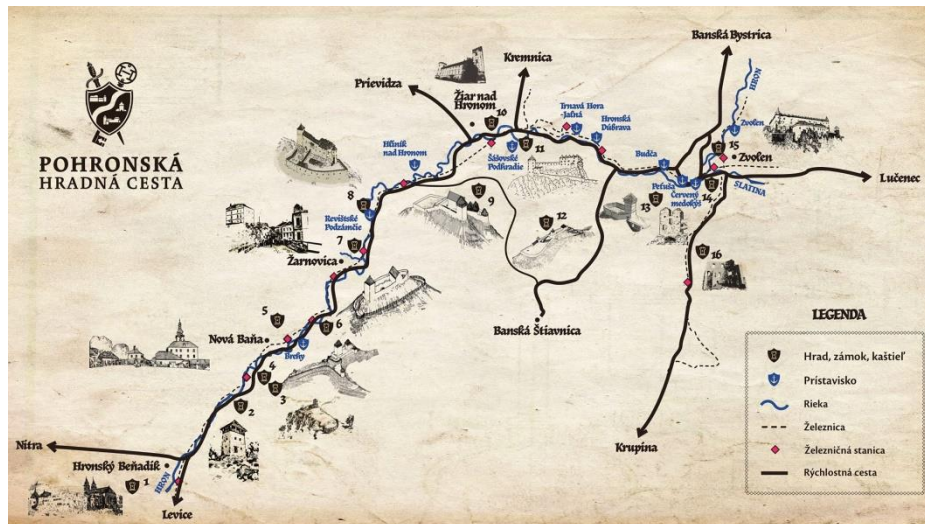 POHRONSKÁ
HRADNÁ CESTA
Banská Bystrica
Kremnica
Prievidza
Žiar nad
Hronom
10
Trnavá Hora
-Jalná
Hronská
Dúbrava
HRON
Zvolen
15
Zvolen
Hliník
nad Hronom
Šášovské
Podhradie
11
Budča
Peťuša
Červený
medokýš
14
SLATINA
Lučenec
8
9
12
13
Revištské
Podzámčie
7
Žarnovica
16
Banská Štiavnica
5
6
Nová Baňa
Brehy
4
3
2
Nitra
Hronský Beňadik
1
HRON
Levice
Krupina
LEGENDA
Hrad, zámok, kaštieľ
Prístavisko
Rieka
Železnica
Železničná stanica
Rýchlostná cesta